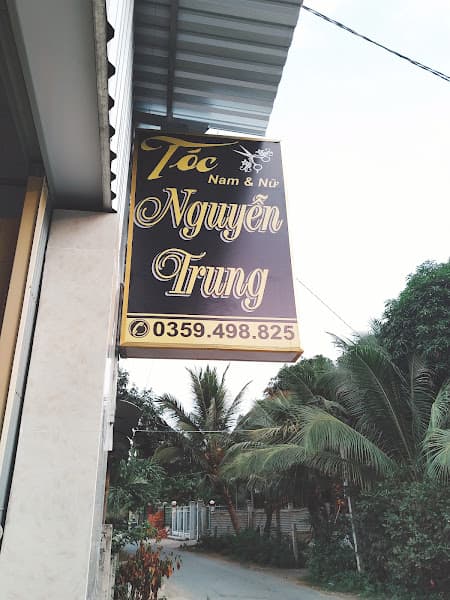 Tóc
Nam & Nữ
Nguyễn
Trung
0359.498.825